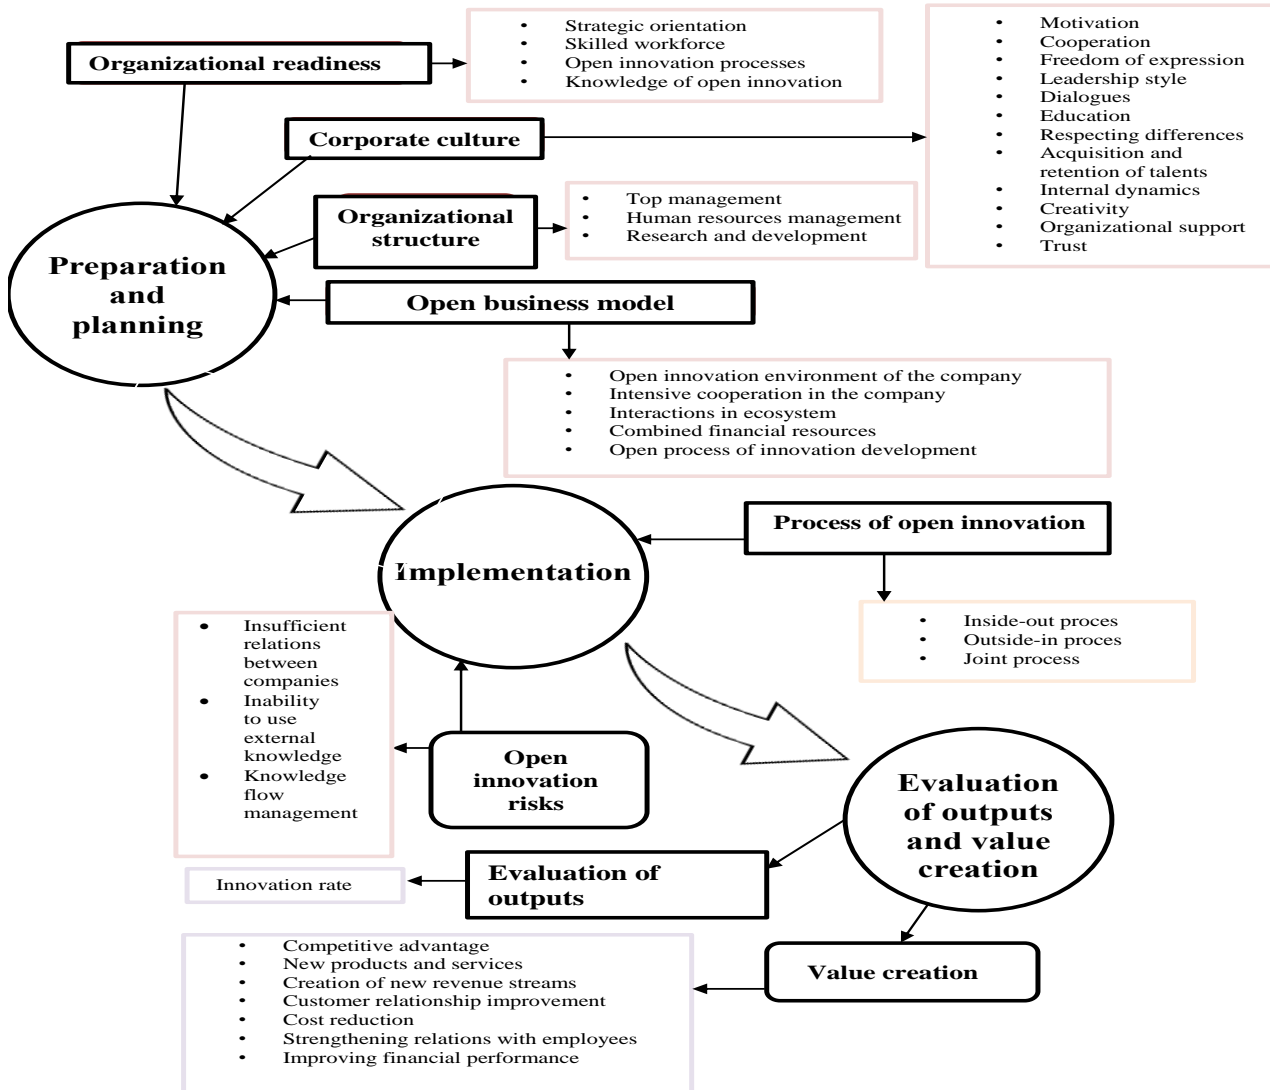 Organizational readiness
• Strategic orientation
• Skilled workforce
• Open innovation processes
• Knowledge of open innovation
Corporate culture
• Motivation
• Cooperation
• Freedom of expression
• Leadership style
• Dialogues
• Education
• Respecting differences
• Acquisition and
retention of talents
• Internal dynamics
• Creativity
• Organizational support
• Trust
Organizational
structure
• Top management
• Human resources management
• Research and development
Preparation
and
planning
Open business model
• Open innovation environment of the company
• Intensive cooperation in the company
• Interactions in ecosystem
• Combined financial resources
• Open process of innovation development
Implementation
Process of open innovation
• Inside-out proces
• Outside-in proces
• Joint process
• Insufficient
relations
between
companies
• Inability
to use
external
knowledge
• Knowledge
flow
management
Open
innovation
risks
Evaluation
of outputs
and value
creation
Evaluation of
outputs
Innovation rate
Value creation
• Competitive advantage
• New products and services
• Creation of new revenue streams
• Customer relationship improvement
• Cost reduction
• Strengthening relations with employees
• Improving financial performance